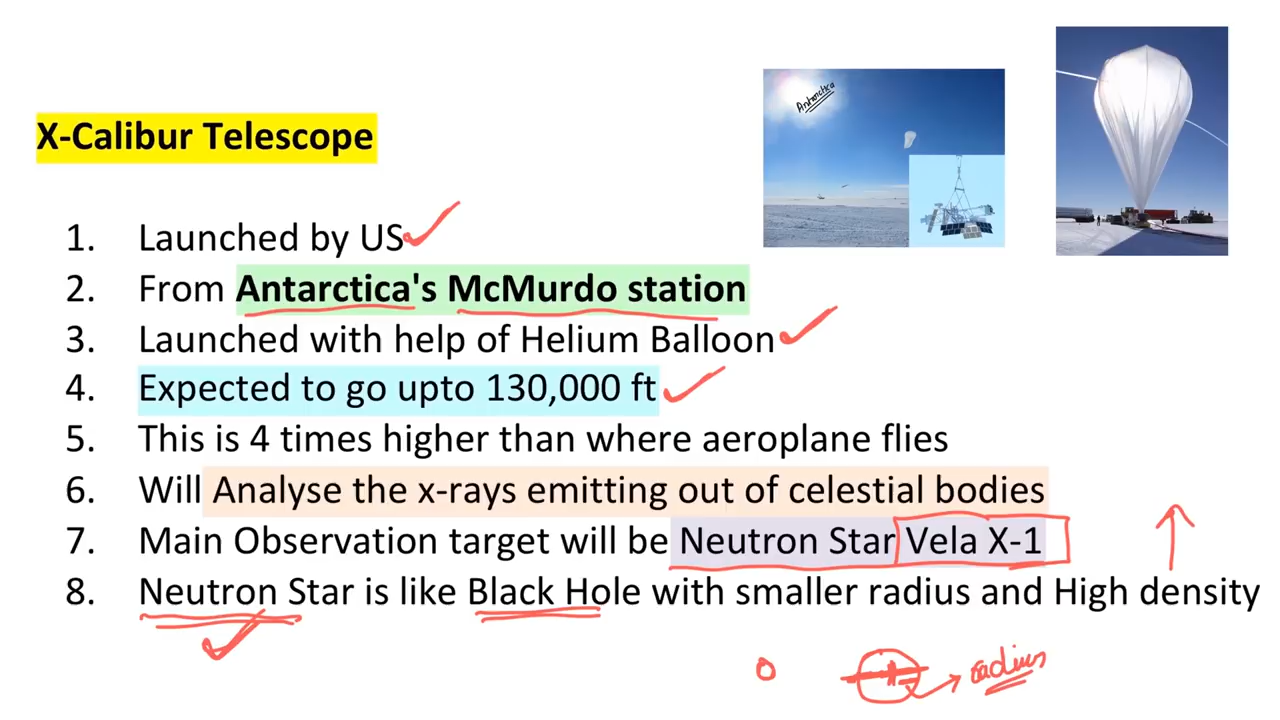 Antarctica
X-Calibur Telescope
1. Launched by US
2. From Antarctica's McMurdo station
3. Launched with help of Helium Balloon
4. Expected to go upto 130,000 ft
5. This is 4 times higher than where aeroplane flies
6. Will Analyse the x-rays emitting out of celestial bodies
7. Main Observation target will be Neutron Star Vela X-1
8. Neutron Star is like Black Hole with smaller radius and High density
radius